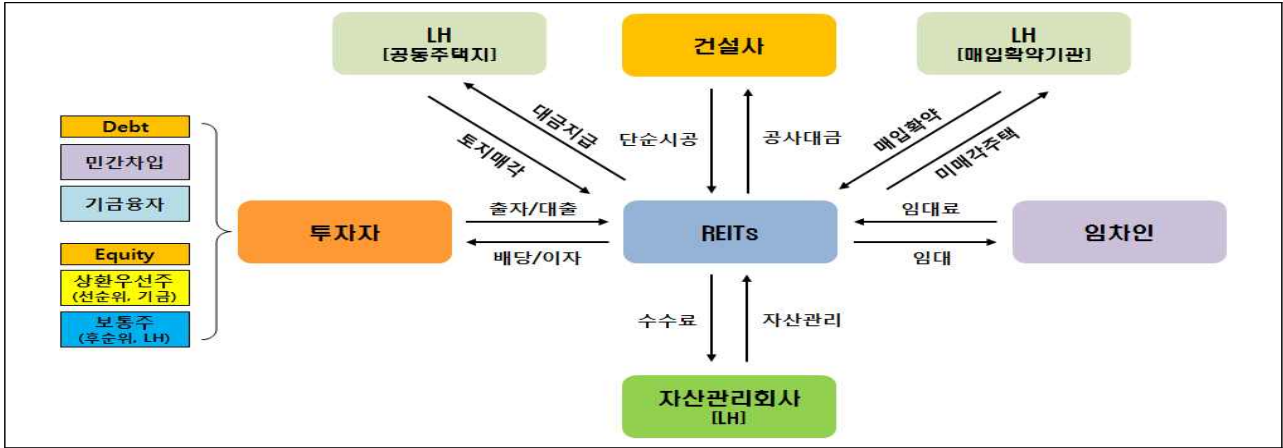 LH
[공동주택지]
건설사
LH
[매입확약기관]
대금지급
토지매각
단순시공
공사대금
매입확약
미매각주택
Debt
민간차입
기금융자
Equity
상환우선주
(선순위, 기금)
보통주
(후순위, LH)
투자자
출자/대출
배당/이자
REITs
임대료
임대
임차인
수수료
자산관리
자산관리회사
[LH]